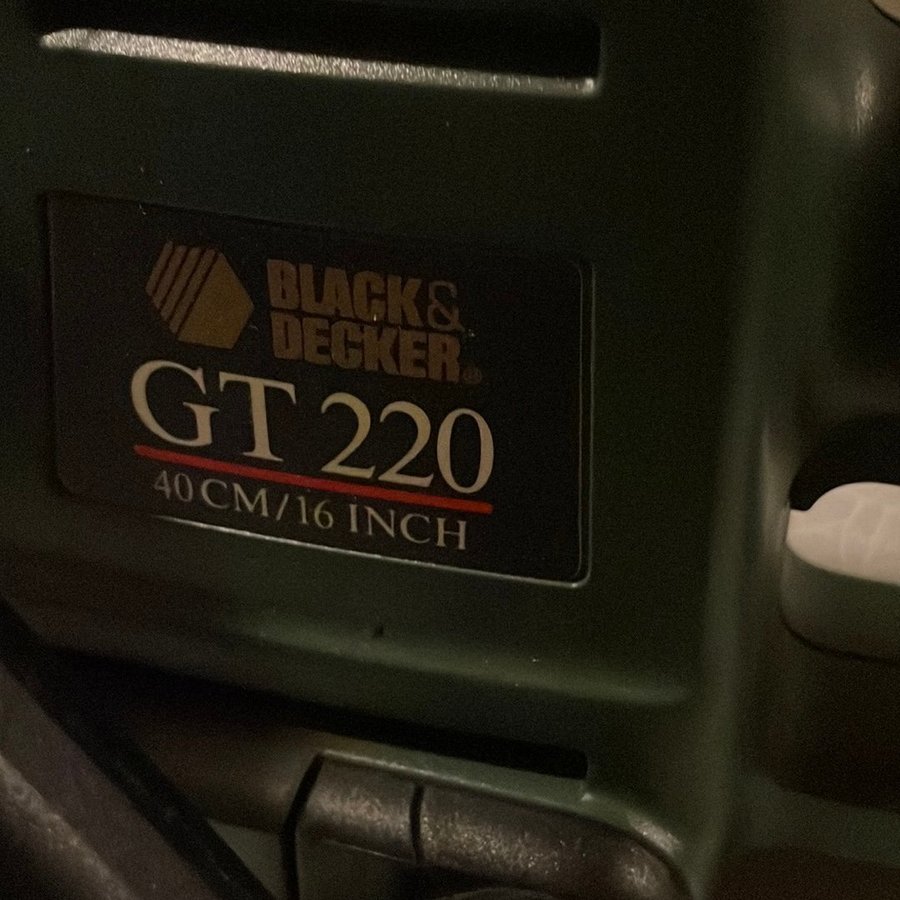 BLACK&
DECKER®
GT 220
40 CM/16 INCH